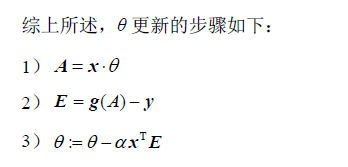 综上所述，θ更新的步骤如下：
1） A = x·θ
2） E = g(A) − y
3） θ := θ − αxᵀE